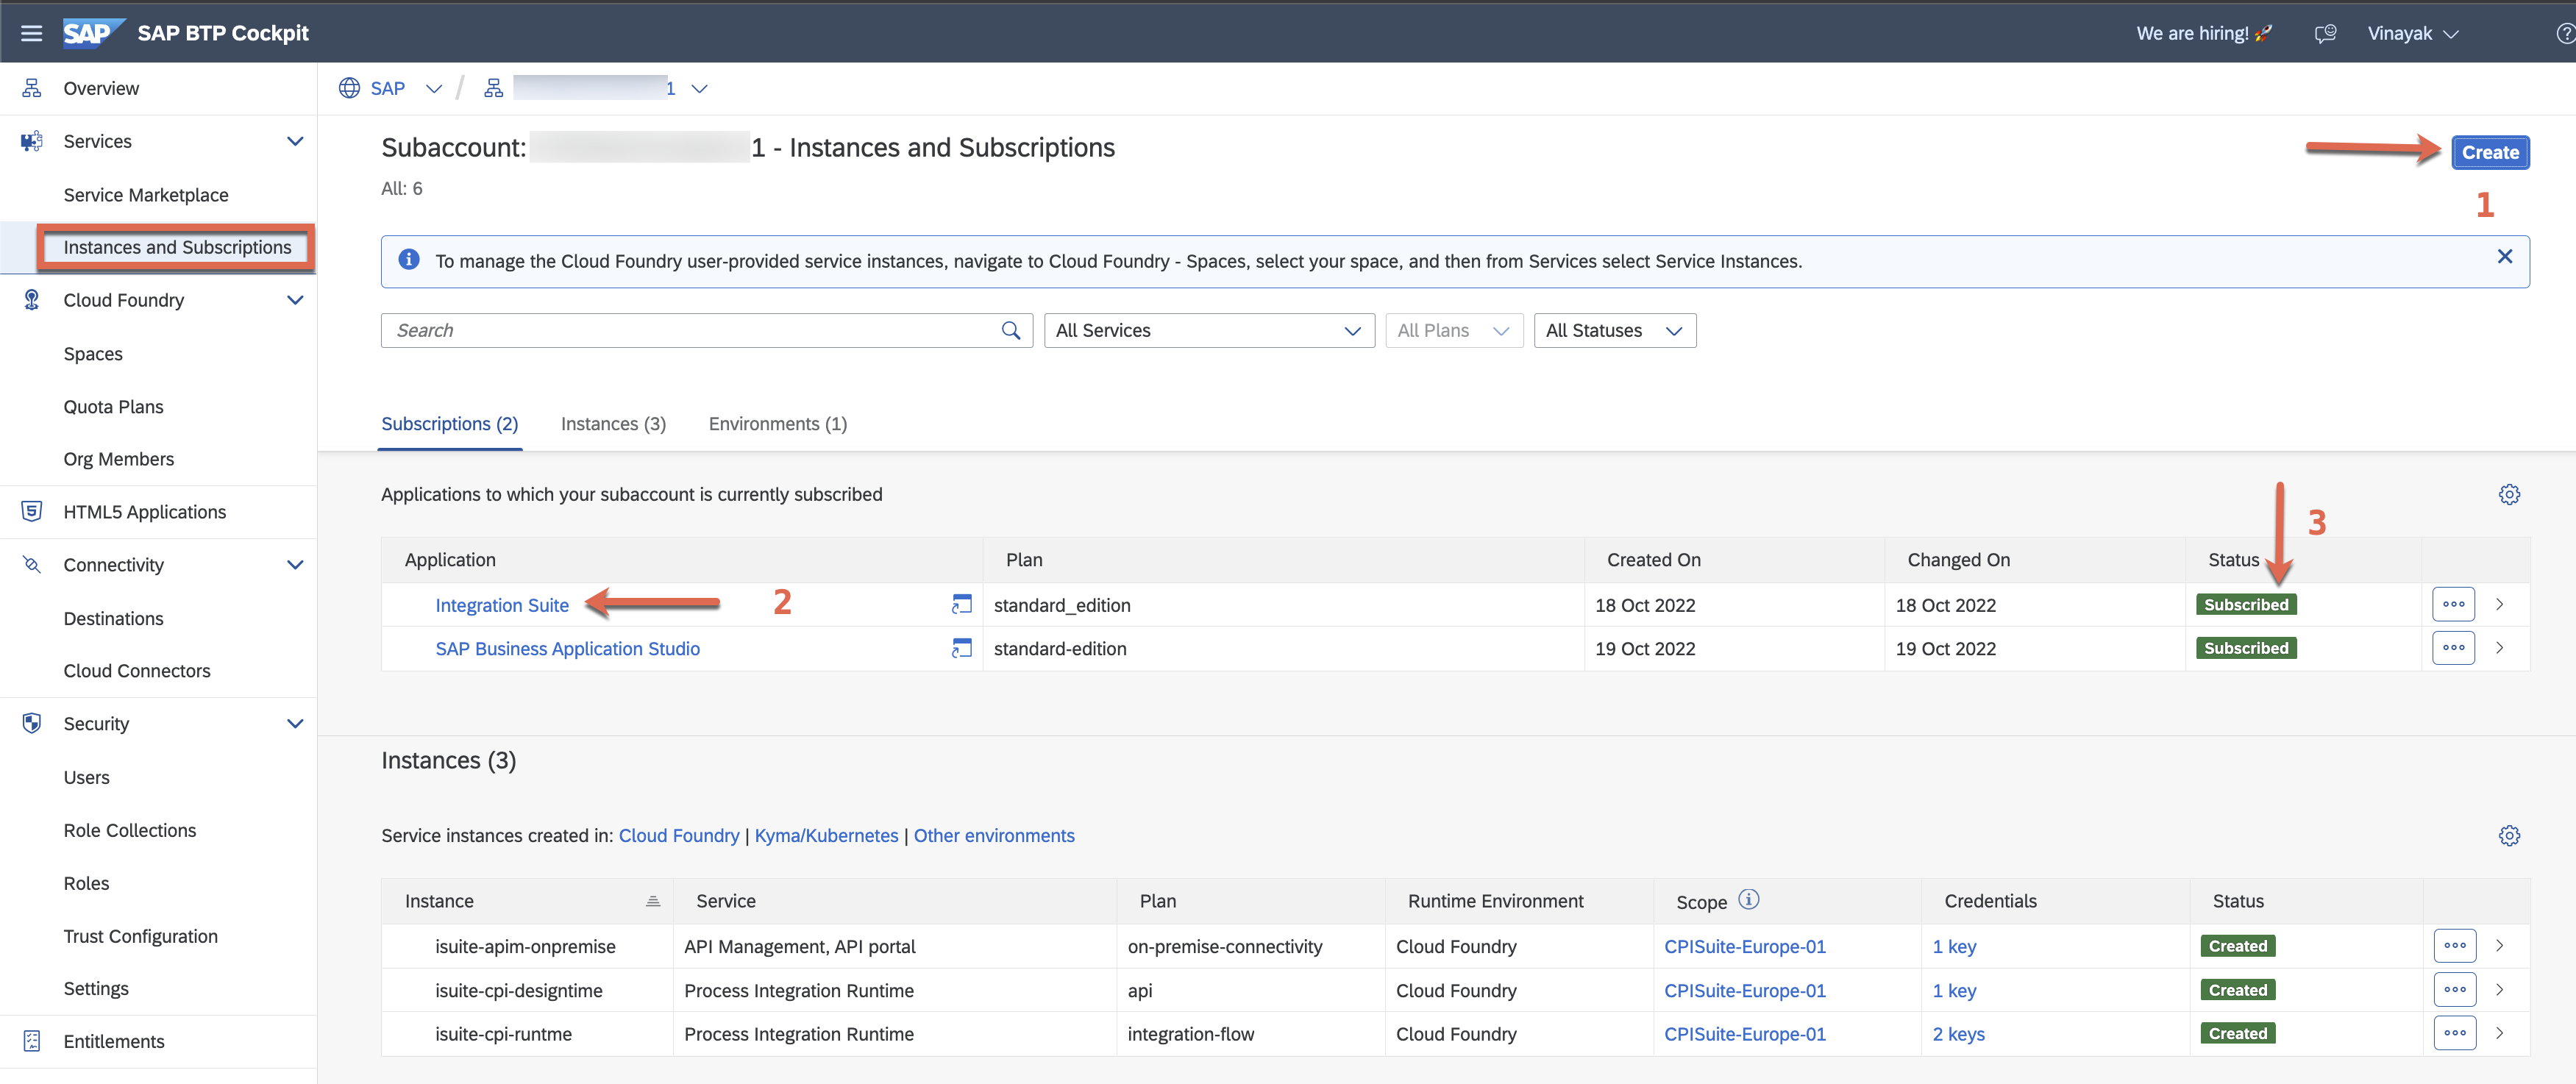 SAP SAP BTP Cockpit We are hiring! 🚀 Vinayak
Overview
Services
Service Marketplace
Instances and Subscriptions
Cloud Foundry
Spaces
Quota Plans
Org Members
HTML5 Applications
Connectivity
Destinations
Cloud Connectors
Security
Users
Role Collections
Roles
Trust Configuration
Settings
Entitlements
SAP / 1
Subaccount: 1 - Instances and Subscriptions
Create
1
All: 6
To manage the Cloud Foundry user-provided service instances, navigate to Cloud Foundry - Spaces, select your space, and then from Services select Service Instances.
Search All Services All Plans All Statuses
Subscriptions (2) Instances (3) Environments (1)
Applications to which your subaccount is currently subscribed
3
Application Plan Created On Changed On Status
Integration Suite 2 standard_edition 18 Oct 2022 18 Oct 2022 Subscribed
SAP Business Application Studio standard-edition 19 Oct 2022 19 Oct 2022 Subscribed
Instances (3)
Service instances created in: Cloud Foundry | Kyma/Kubernetes | Other environments
Instance Service Plan Runtime Environment Scope Credentials Status
isuite-apim-onpremise API Management, API portal on-premise-connectivity Cloud Foundry CPISuite-Europe-01 1 key Created
isuite-cpi-designtime Process Integration Runtime api Cloud Foundry CPISuite-Europe-01 1 key Created
isuite-cpi-runtme Process Integration Runtime integration-flow Cloud Foundry CPISuite-Europe-01 2 keys Created